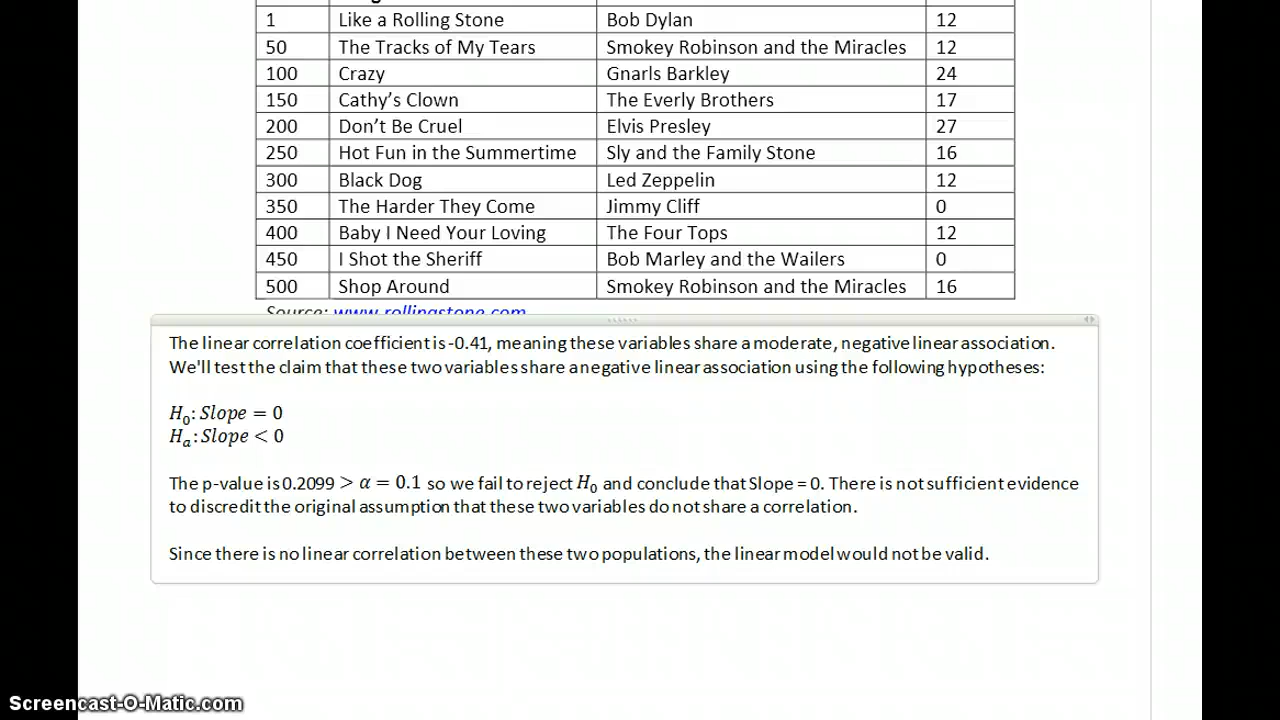 1 Like a Rolling Stone Bob Dylan 12
50 The Tracks of My Tears Smokey Robinson and the Miracles 12
100 Crazy Gnarls Barkley 24
150 Cathy's Clown The Everly Brothers 17
200 Don't Be Cruel Elvis Presley 27
250 Hot Fun in the Summertime Sly and the Family Stone 16
300 Black Dog Led Zeppelin 12
350 The Harder They Come Jimmy Cliff 0
400 Baby I Need Your Loving The Four Tops 12
450 I Shot the Sheriff Bob Marley and the Wailers 0
500 Shop Around Smokey Robinson and the Miracles 16
Source: www.rollingstone.com
The linear correlation coefficient is -0.41, meaning these variables share a moderate, negative linear association.
We'll test the claim that these two variables share a negative linear association using the following hypotheses:
H₀: Slope = 0
Hₐ: Slope < 0
The p-value is 0.2099 > α = 0.1 so we fail to reject H₀ and conclude that Slope = 0. There is not sufficient evidence
to discredit the original assumption that these two variables do not share a correlation.
Since there is no linear correlation between these two populations, the linear model would not be valid.
Screencast-O-Matic.com